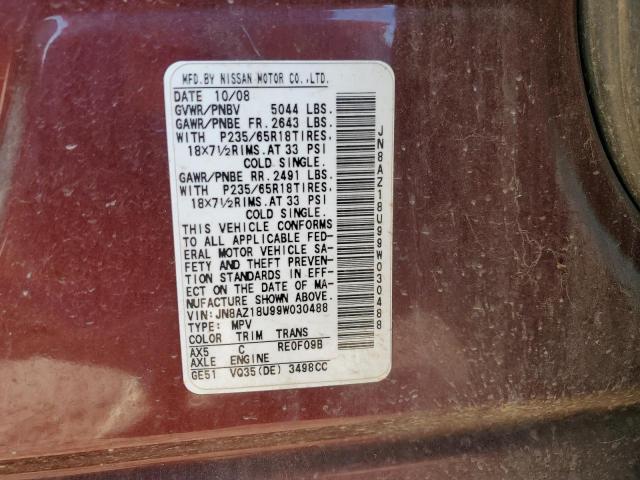 MFD.BY NISSAN MOTOR CO.,LTD.
DATE 10/08
GVWR/PNBV 5044 LBS.
GAWR/PNBE FR. 2643 LBS.
WITH P235/65R18TIRES.
18X7 1/2RIMS.AT 33 PSI
COLD SINGLE.
GAWR/PNBE RR. 2491 LBS.
WITH P235/65R18TIRES.
18X7 1/2RIMS.AT 33 PSI
COLD SINGLE.
THIS VEHICLE CONFORMS
TO ALL APPLICABLE FED-
ERAL MOTOR VEHICLE SA-
FETY AND THEFT PREVEN-
TION STANDARDS IN EFF-
ECT ON THE DATE OF MA-
NUFACTURE SHOWN ABOVE.
VIN:JN8AZ18U99W030488
TYPE: MPV
COLOR TRIM TRANS
AX5 C RE0F09B
AXLE ENGINE
GE51 VQ35(DE) 3498CC
JN8AZ18U99W030488